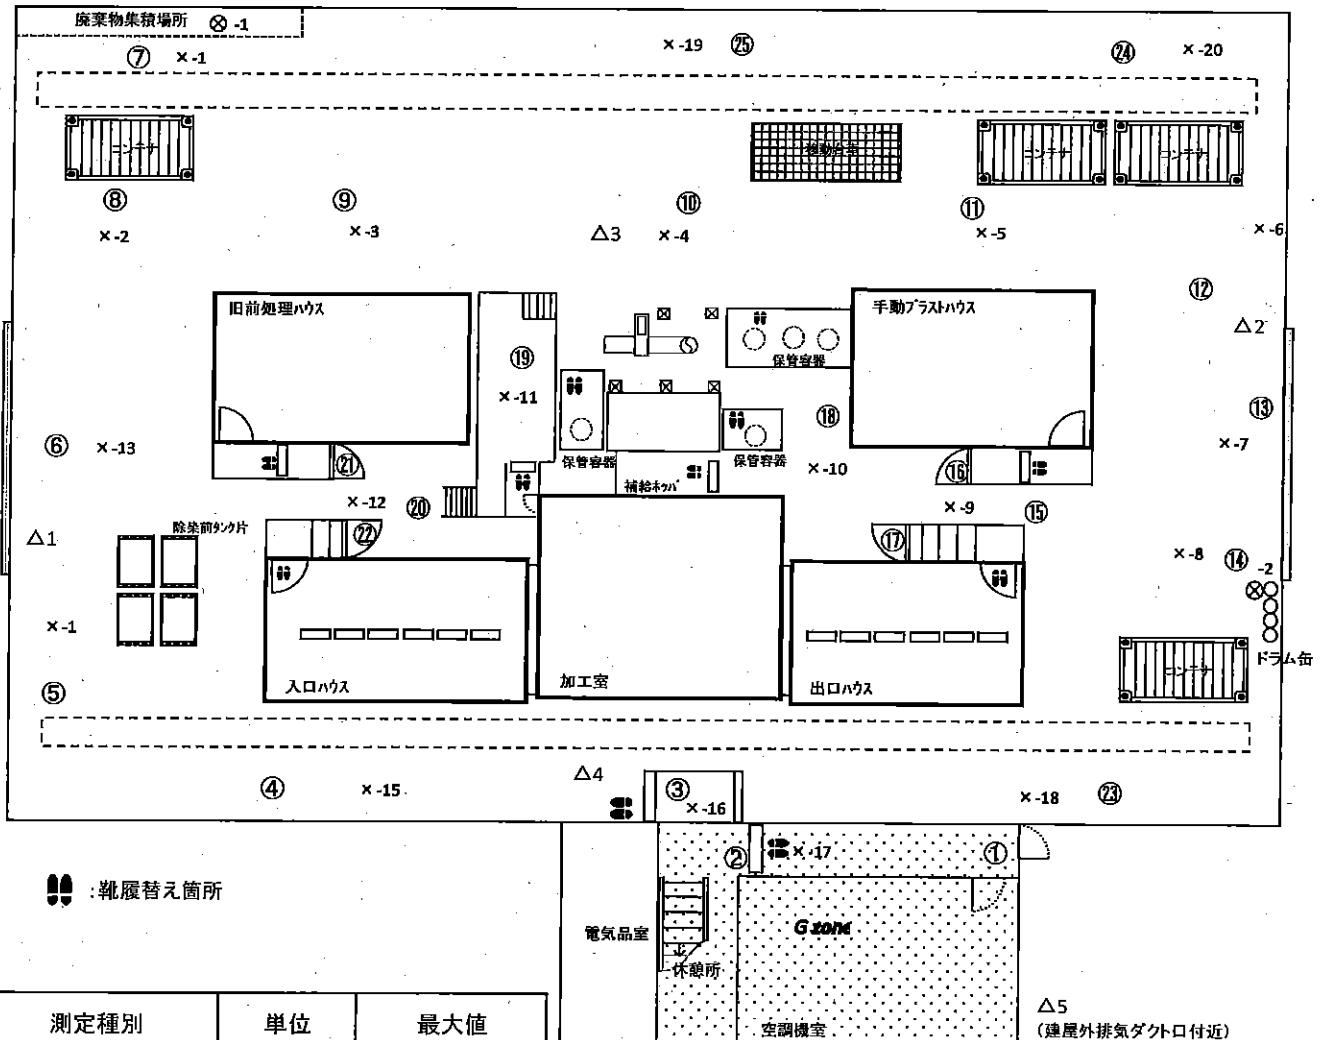 廃棄物集積場所 ⊗ -1
⑦ ×-1
×-19 ㉕
㉔ ×-20
コンテナ
移動台車
コンテナ
コンテナ
⑧
×-2
⑨
×-3
△3
⑩
×-4
⑪
×-5
×-6
⑫
△2
旧前処理ハウス
⑲
×-11
保管容器
手動ブラストハウス
⑱
⑬
×-7
⑥ ×-13
㉑
保管容器
保管容器
補給ホッパ
×-10
⑯
×-12
⑳
×-9
⑮
△1
除染前タンク片
㉒
⑰
×-8
⑭ -2
⊗
ドラム缶
×-1
コンテナ
⑤
入口ハウス
加工室
出口ハウス
④
×-15
△4
③
×-16
×-18
㉓
②
×-17
①
:靴履替え箇所
電気品室
G zone
休憩所
空調機室
△5
(建屋外排気ダクト口付近)
測定種別 単位 最大値